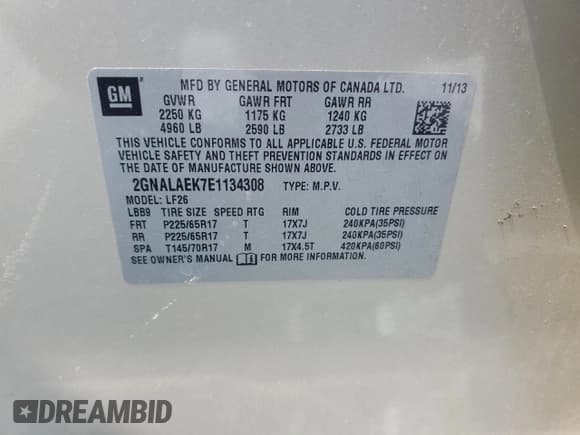 GM
MFD BY GENERAL MOTORS OF CANADA LTD. 11/13
GVWR GAWR FRT GAWR RR
2250 KG 1175 KG 1240 KG
4960 LB 2590 LB 2733 LB
THIS VEHICLE CONFORMS TO ALL APPLICABLE U.S. FEDERAL MOTOR
VEHICLE SAFETY AND THEFT PREVENTION STANDARDS IN EFFECT ON
THE DATE OF MANUFACTURE SHOWN ABOVE.
2GNALAEK7E1134308 TYPE: M.P.V.
MODEL: LF26
LBB9 TIRE SIZE SPEED RTG RIM COLD TIRE PRESSURE
FRT P225/65R17 T 17X7J 240KPA(35PSI)
RR P225/65R17 T 17X7J 240KPA(35PSI)
SPA T145/70R17 M 17X4.5T 420KPA(60PSI)
SEE OWNER'S MANUAL FOR MORE INFORMATION.
DREAMBID